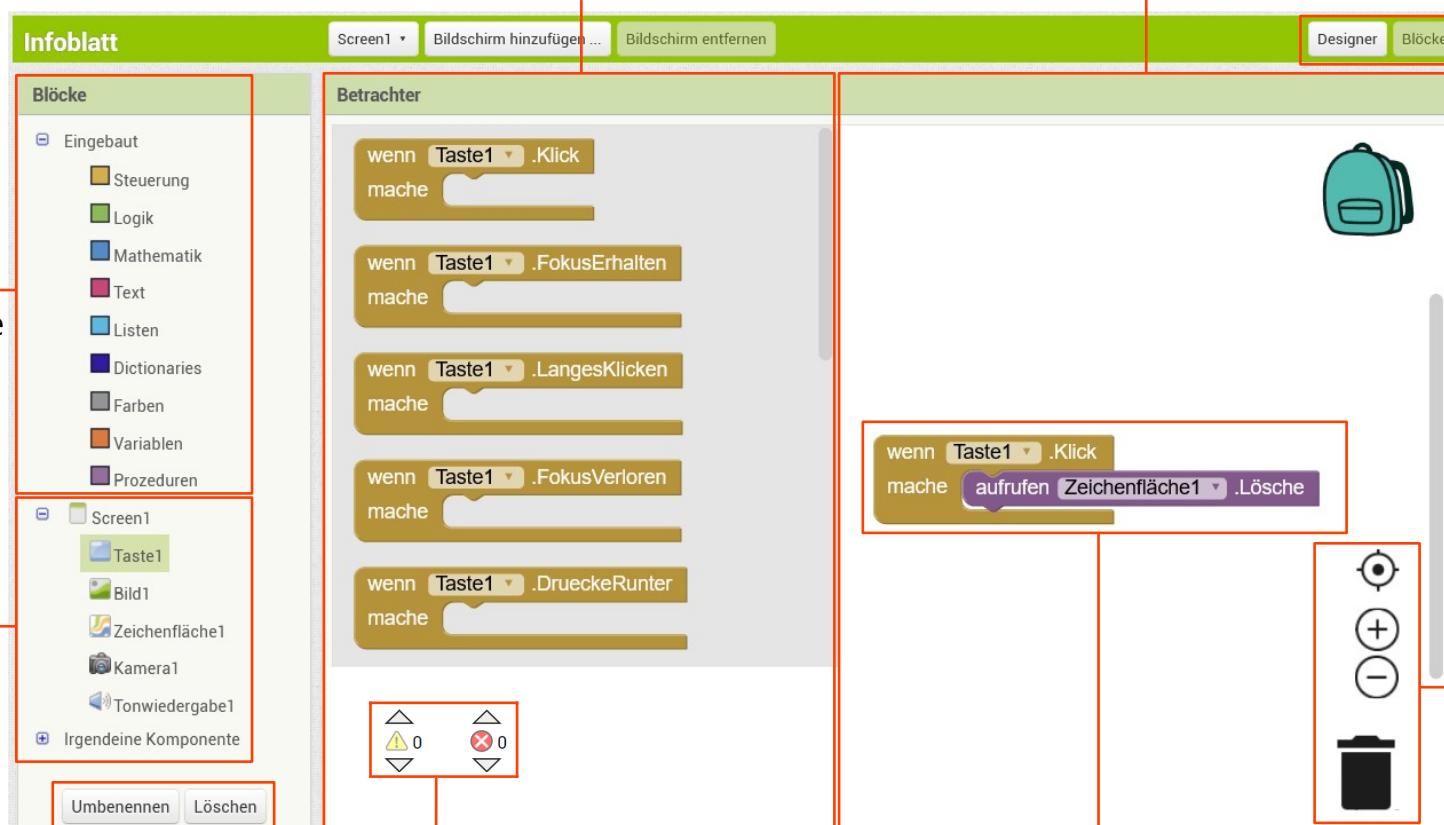 Infoblatt
Screen1
Bildschirm hinzufügen ...
Bildschirm entfernen
Designer
Blöcke
Blöcke
Eingebaut
Steuerung
Logik
Mathematik
Text
Listen
Dictionaries
Farben
Variablen
Prozeduren
Screen1
Taste1
Bild1
Zeichenfläche1
Kamera1
Tonwiedergabe1
Irgendeine Komponente
Umbenennen
Löschen
e
Betrachter
wenn Taste1 .Klick
mache
wenn Taste1 .FokusErhalten
mache
wenn Taste1 .LangesKlicken
mache
wenn Taste1 .FokusVerloren
mache
wenn Taste1 .DrueckeRunter
mache
0
0
wenn Taste1 .Klick
mache aufrufen Zeichenfläche1 .Lösche